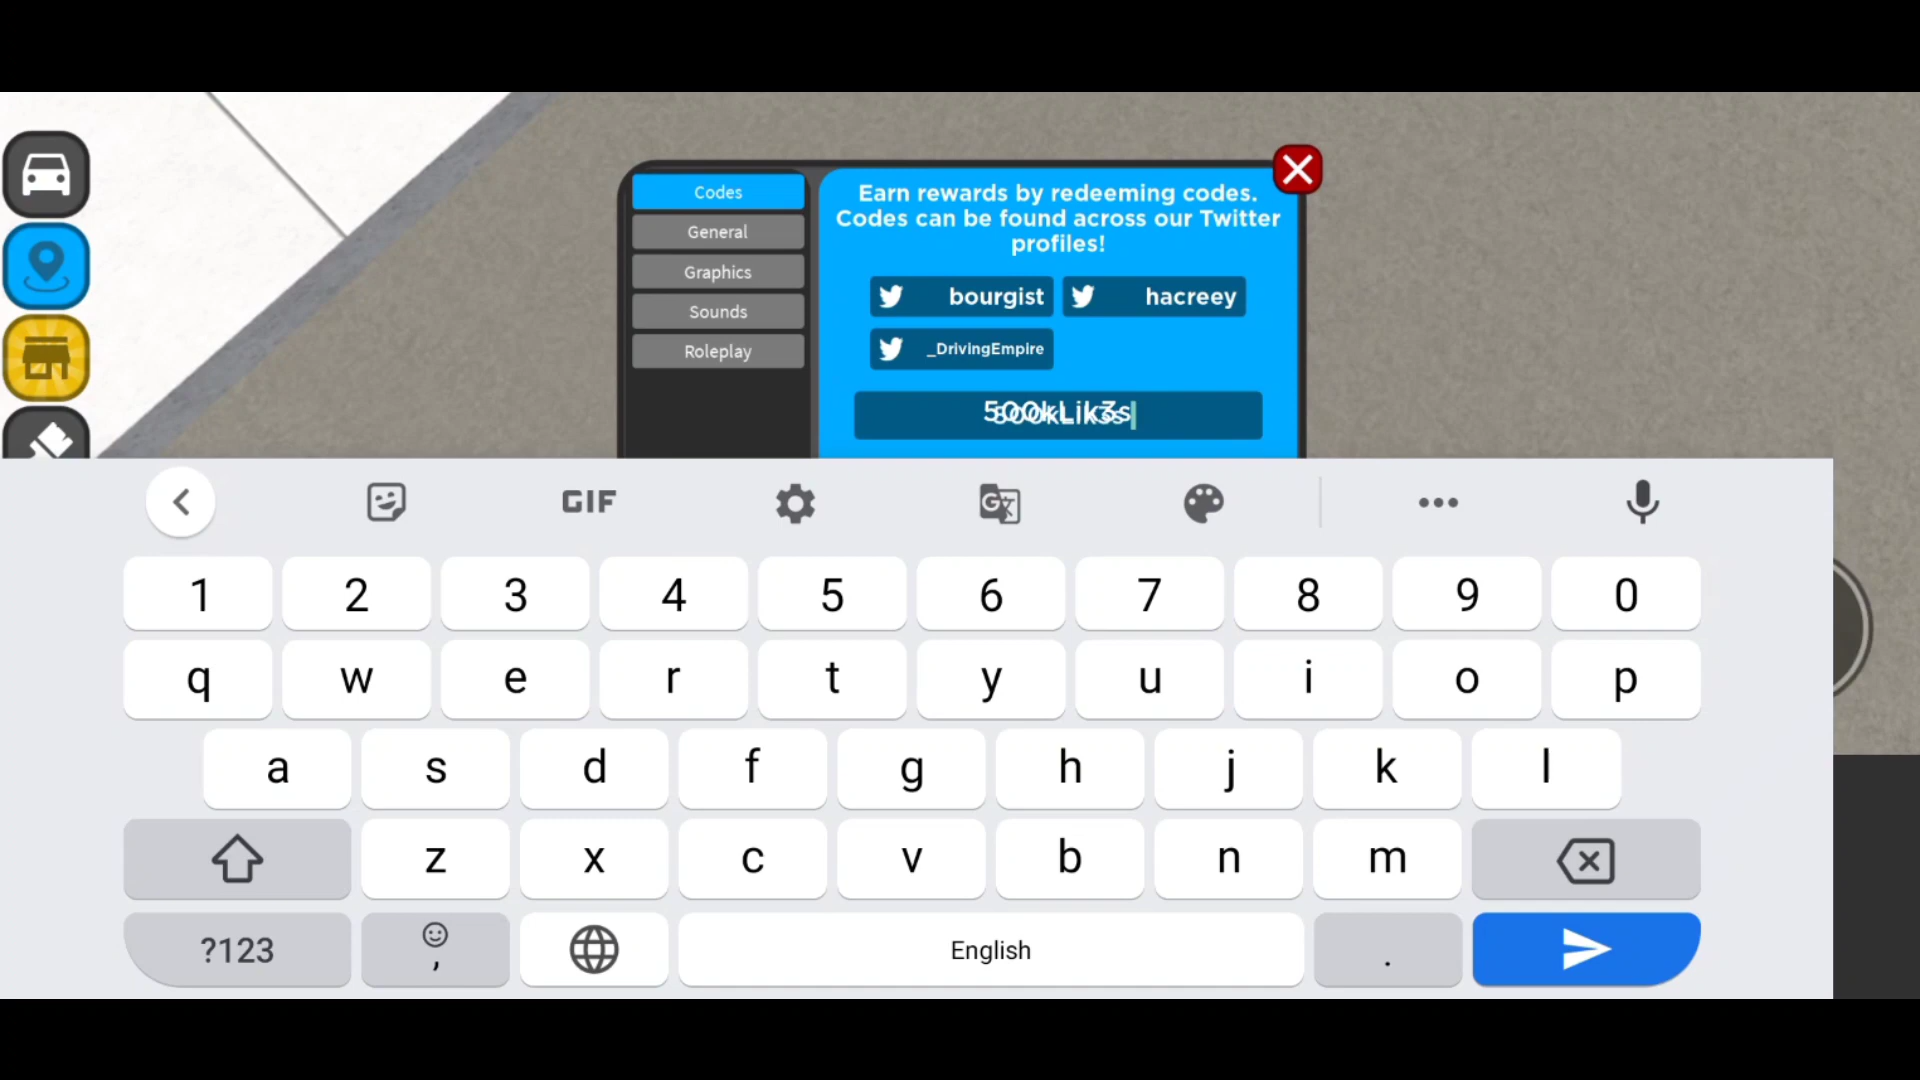 Codes
General
Graphics
Sounds
Roleplay
Earn rewards by redeeming codes.
Codes can be found across our Twitter
profiles!
bourgist
hacreey
_DrivingEmpire
500kLik3s
GIF
1 2 3 4 5 6 7 8 9 0
q w e r t y u i o p
a s d f g h j k l
z x c v b n m
?123 , English .